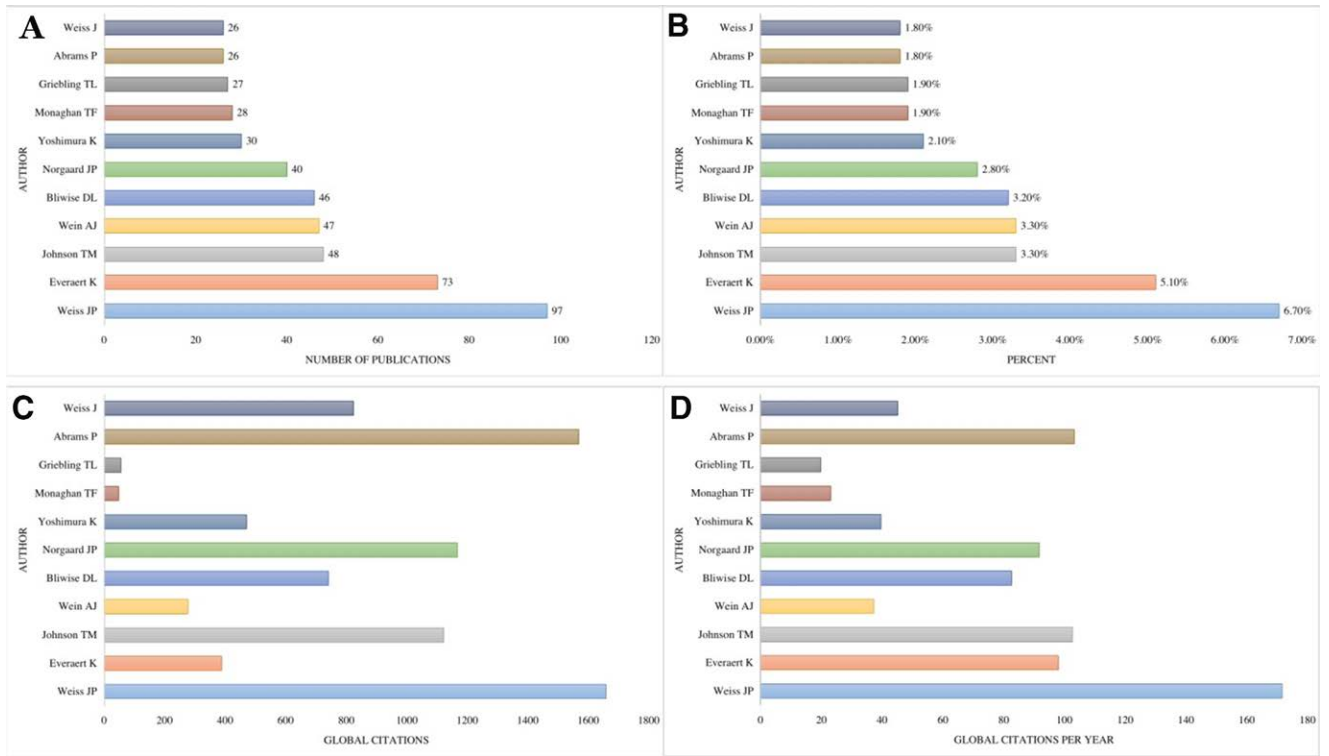 A
AUTHOR
Weiss J 26
Abrams P 26
Griebling TL 27
Monaghan TF 28
Yoshimura K 30
Norgaard JP 40
Bliwise DL 46
Wein AJ 47
Johnson TM 48
Everaert K 73
Weiss JP 97
0 20 40 60 80 100 120
NUMBER OF PUBLICATIONS
B
AUTHOR
Weiss J 1.80%
Abrams P 1.80%
Griebling TL 1.90%
Monaghan TF 1.90%
Yoshimura K 2.10%
Norgaard JP 2.80%
Bliwise DL 3.20%
Wein AJ 3.30%
Johnson TM 3.30%
Everaert K 5.10%
Weiss JP 6.70%
0.00% 1.00% 2.00% 3.00% 4.00% 5.00% 6.00% 7.00%
PERCENT
C
AUTHOR
Weiss J
Abrams P
Griebling TL
Monaghan TF
Yoshimura K
Norgaard JP
Bliwise DL
Wein AJ
Johnson TM
Everaert K
Weiss JP
0 200 400 600 800 1000 1200 1400 1600 1800
GLOBAL CITATIONS
D
AUTHOR
Weiss J
Abrams P
Griebling TL
Monaghan TF
Yoshimura K
Norgaard JP
Bliwise DL
Wein AJ
Johnson TM
Everaert K
Weiss JP
0 20 40 60 80 100 120 140 160 180
GLOBAL CITATIONS PER YEAR